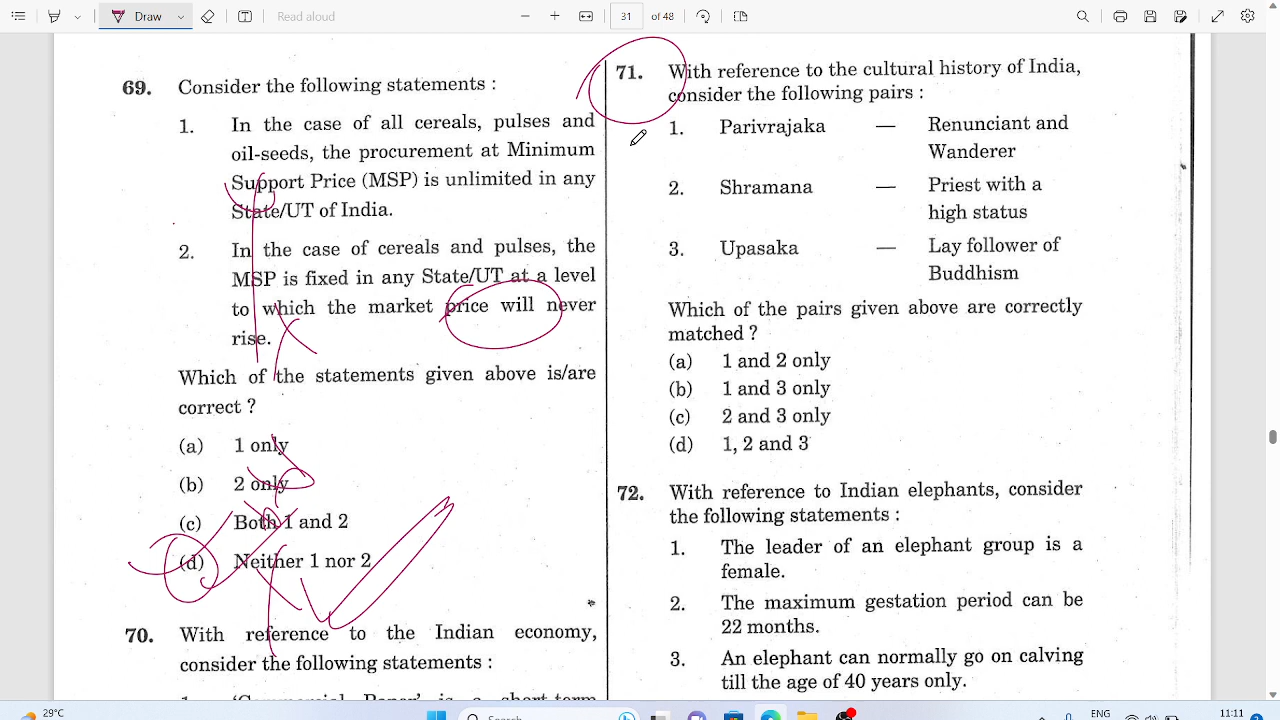 Draw
Read aloud
31 of 48
69. Consider the following statements :
1. In the case of all cereals, pulses and
oil-seeds, the procurement at Minimum
Support Price (MSP) is unlimited in any
State/UT of India.
2. In the case of cereals and pulses, the
MSP is fixed in any State/UT at a level
to which the market price will never
rise.
Which of the statements given above is/are
correct ?
(a) 1 only
(b) 2 only
(c) Both 1 and 2
(d) Neither 1 nor 2
70. With reference to the Indian economy,
consider the following statements :
1. 'Commercial Paper' is a short-term
71. With reference to the cultural history of India,
consider the following pairs :
1. Parivrajaka — Renunciant and
Wanderer
2. Shramana — Priest with a
high status
3. Upasaka — Lay follower of
Buddhism
Which of the pairs given above are correctly
matched ?
(a) 1 and 2 only
(b) 1 and 3 only
(c) 2 and 3 only
(d) 1, 2 and 3
72. With reference to Indian elephants, consider
the following statements :
1. The leader of an elephant group is a
female.
2. The maximum gestation period can be
22 months.
3. An elephant can normally go on calving
till the age of 40 years only.
29°C
Search
ENG
11:11